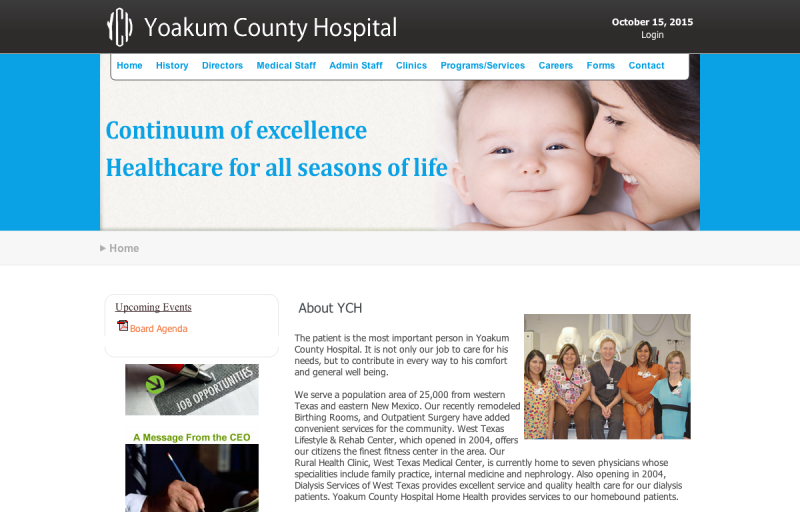 YCH
Yoakum County Hospital
October 15, 2015
Login
Home History Directors Medical Staff Admin Staff Clinics Programs/Services Careers Forms Contact
Continuum of excellence
Healthcare for all seasons of life
Home
Upcoming Events
Board Agenda
JOB OPPORTUNITIES
A Message From the CEO
About YCH
The patient is the most important person in Yoakum
County Hospital. It is not only our job to care for his
needs, but to contribute in every way to his comfort
and general well being.
We serve a population area of 25,000 from western
Texas and eastern New Mexico. Our recently remodeled
Birthing Rooms, and Outpatient Surgery have added
convenient services for the community. West Texas
Lifestyle & Rehab Center, which opened in 2004, offers
our citizens the finest fitness center in the area. Our
Rural Health Clinic, West Texas Medical Center, is currently home to seven physicians whose
specialities include family practice, internal medicine and nephrology. Also opening in 2004,
Dialysis Services of West Texas provides excellent service and quality health care for our dialysis
patients. Yoakum County Hospital Home Health provides services to our homebound patients.